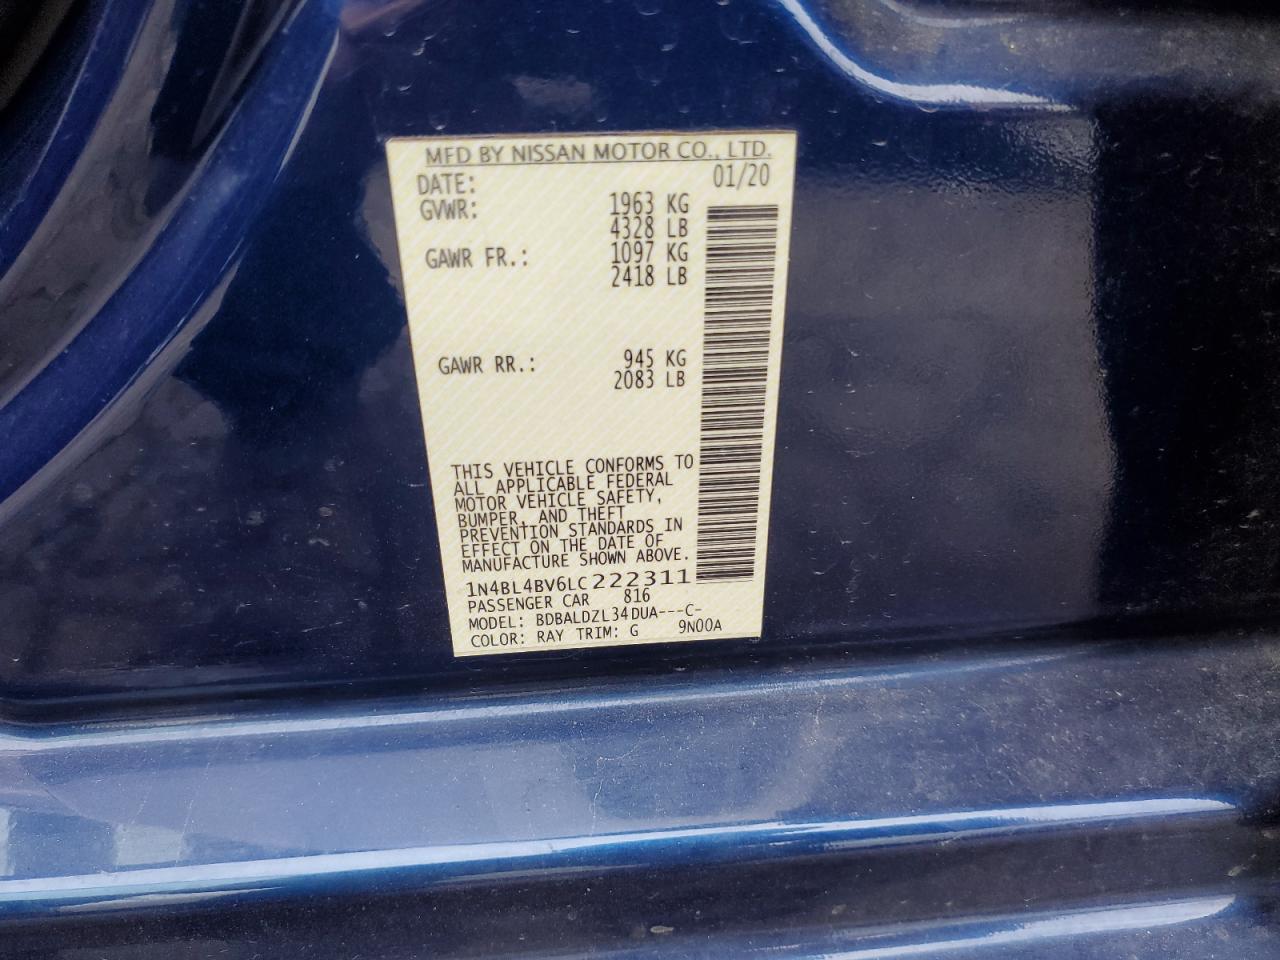 MFD BY NISSAN MOTOR CO., LTD.
DATE: 01/20
GVWR: 1963 KG
4328 LB
GAWR FR.: 1097 KG
2418 LB
GAWR RR.: 945 KG
2083 LB
THIS VEHICLE CONFORMS TO
ALL APPLICABLE FEDERAL
MOTOR VEHICLE SAFETY,
BUMPER, AND THEFT
PREVENTION STANDARDS IN
EFFECT ON THE DATE OF
MANUFACTURE SHOWN ABOVE.
1N4BL4BV6LC222311
PASSENGER CAR 816
MODEL: BDBALDZL34DUA---C-
COLOR: RAY TRIM: G 9N00A